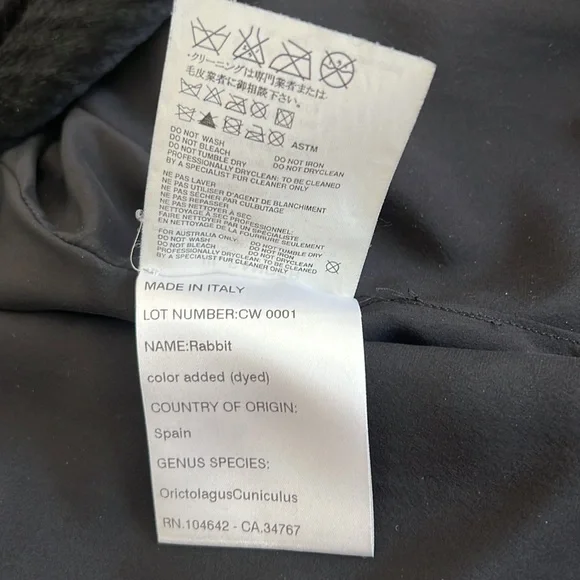 ・クリーニングは専門業者または
毛皮業者に御相談下さい
ASTM
DO NOT WASH
DO NOT IRON
DO NOT BLEACH
DO NOT DRYCLEAN
DO NOT TUMBLE DRY
PROFESSIONALLY DRYCLEAN: TO BE CLEANED
BY A SPECIALIST FUR CLEANER ONLY
NE PAS LAVER
NE PAS UTILISER D'AGENT DE BLANCHIMENT
NE PAS SÉCHER PAR CULBUTAGE
NE PAS REPASSER
NE PAS NETTOYER A SEC
NETTOYAGE A SEC PROFESSIONNEL:
FAIRE NETTOYER PAR UN SPECIALISTE
EN NETTOYAGE DE LA FOURRURE SEULEMENT
FOR AUSTRALIA ONLY:
DO NOT WASH
DO NOT TUMBLE DRY
DO NOT IRON
DO NOT BLEACH
DO NOT DRYCLEAN
PROFESSIONALLY DRYCLEAN: TO BE CLEANED
BY A SPECIALIST FUR CLEANER ONLY
MADE IN ITALY
LOT NUMBER:CW 0001
NAME:Rabbit
color added (dyed)
COUNTRY OF ORIGIN:
Spain
GENUS SPECIES:
OrictolagusCuniculus
RN.104642 - CA.34767